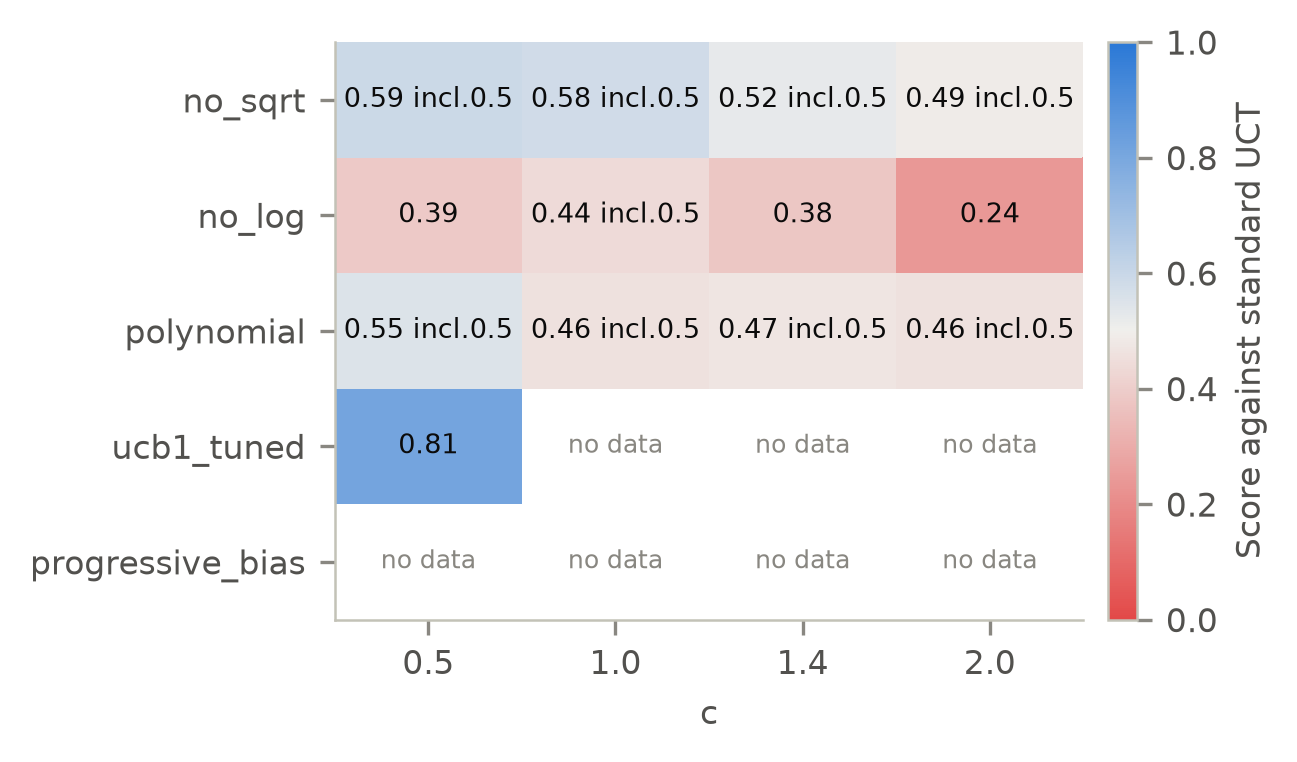 no_sqrt 0.59 incl.0.5 0.58 incl.0.5 0.52 incl.0.5 0.49 incl.0.5
no_log 0.39 0.44 incl.0.5 0.38 0.24
polynomial 0.55 incl.0.5 0.46 incl.0.5 0.47 incl.0.5 0.46 incl.0.5
ucb1_tuned 0.81 no data no data no data
progressive_bias no data no data no data no data
0.5 1.0 1.4 2.0
c
1.0
0.8
0.6
0.4
0.2
0.0
Score against standard UCT